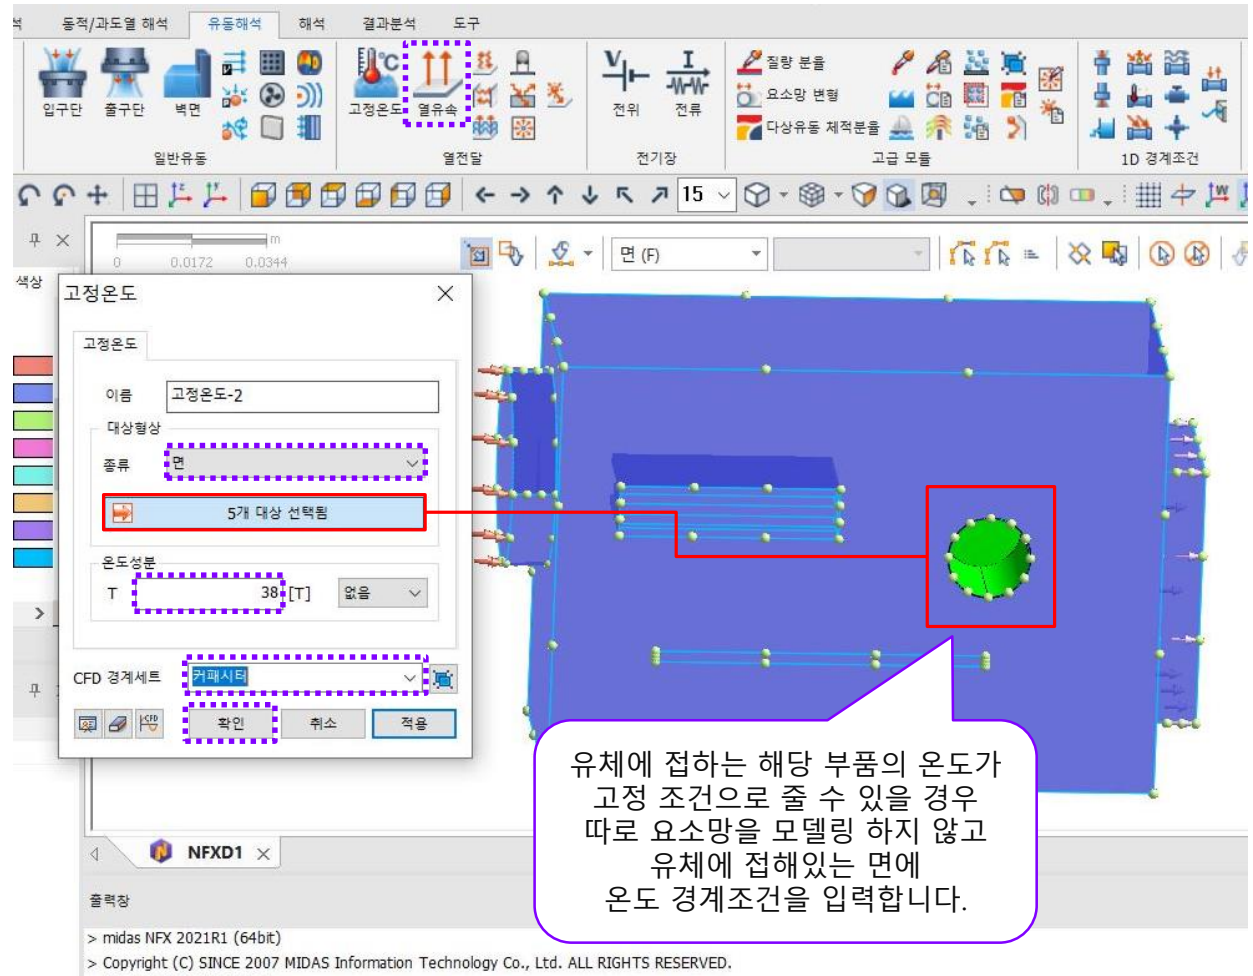 석 동적/과도열 해석 유동해석 해석 결과분석 도구
입구단 출구단 벽면 고정온도 열유속 전위 전류
질량 분율
요소망 변형
다상유동 체적분율
일반유동 열전달 전기장 고급 모듈 1D 경계조건
15
면 (F)
m
0 0.0172 0.0344
색상
고정온도
고정온도
이름 고정온도-2
대상형상
종류 면
5개 대상 선택됨
온도성분
T 38 [T] 없음
CFD 경계세트 커패시터
확인 취소 적용
유체에 접하는 해당 부품의 온도가
고정 조건으로 줄 수 있을 경우
따로 요소망을 모델링 하지 않고
유체에 접해있는 면에
온도 경계조건을 입력합니다.
NFXD1
출력창
> midas NFX 2021R1 (64bit)
> Copyright (C) SINCE 2007 MIDAS Information Technology Co., Ltd. ALL RIGHTS RESERVED.